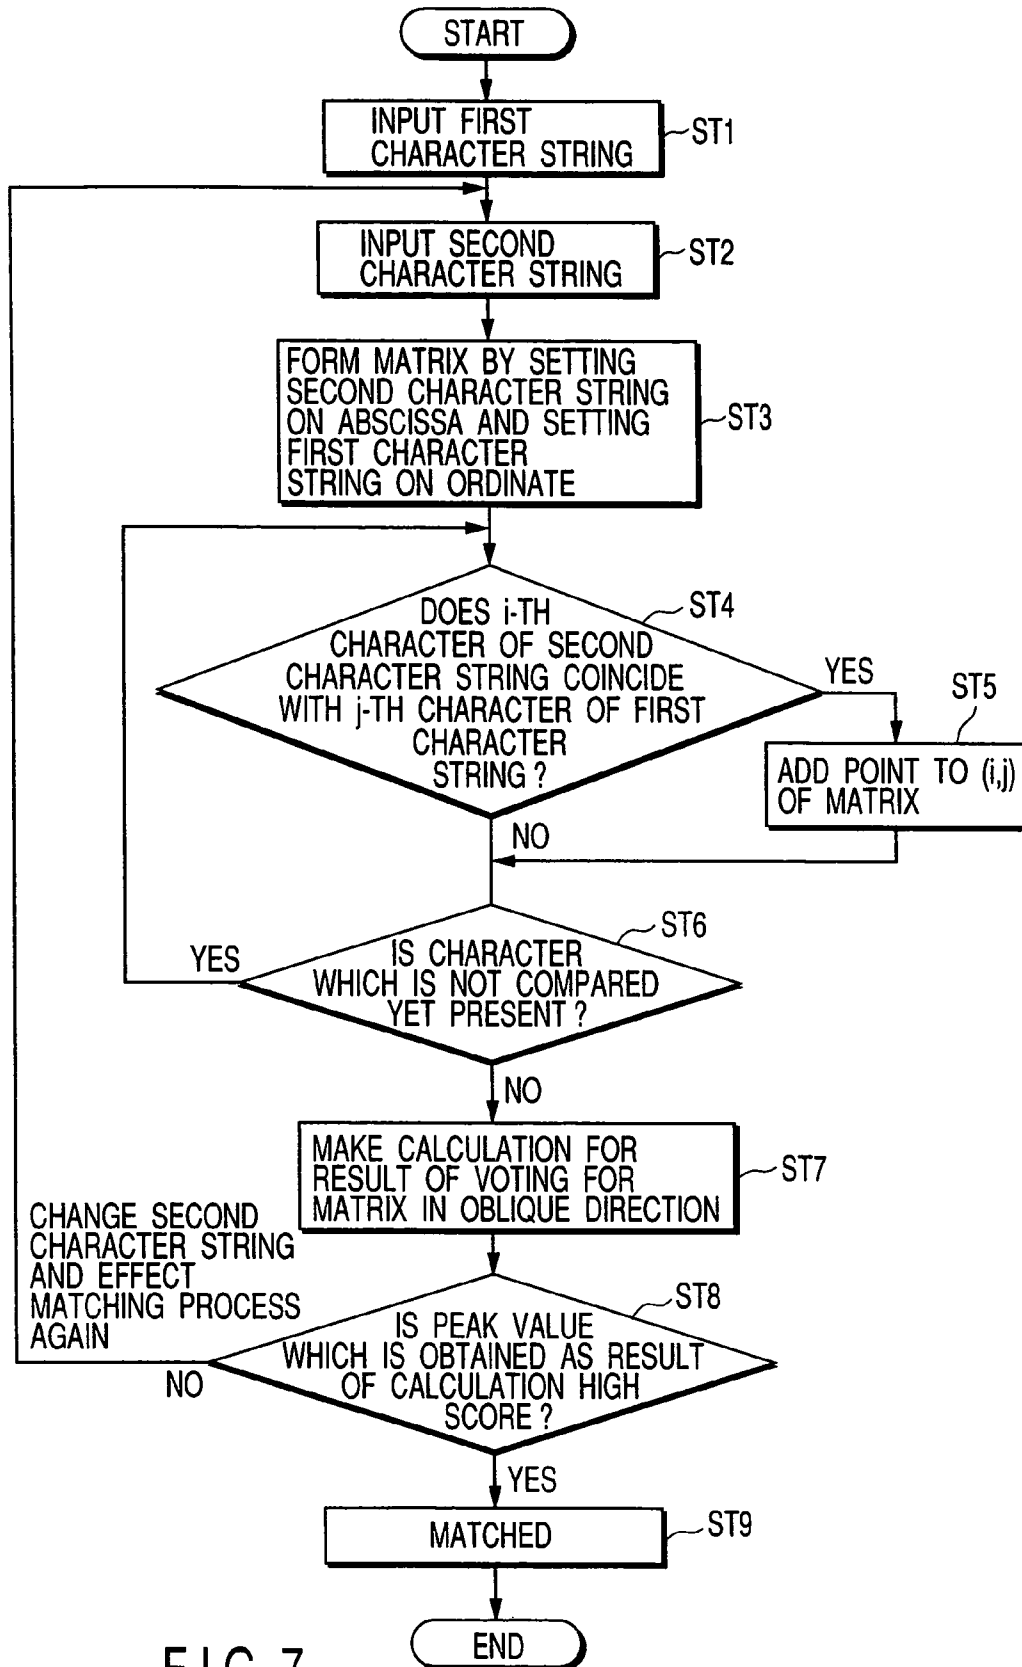 START
INPUT FIRST
CHARACTER STRING
ST1
INPUT SECOND
CHARACTER STRING
ST2
FORM MATRIX BY SETTING
SECOND CHARACTER STRING
ON ABSCISSA AND SETTING
FIRST CHARACTER
STRING ON ORDINATE
ST3
DOES i-TH
CHARACTER OF SECOND
CHARACTER STRING COINCIDE
WITH j-TH CHARACTER OF FIRST
CHARACTER
STRING ?
ST4
YES
ST5
ADD POINT TO (i,j)
OF MATRIX
NO
IS CHARACTER
WHICH IS NOT COMPARED
YET PRESENT ?
ST6
YES
NO
MAKE CALCULATION FOR
RESULT OF VOTING FOR
MATRIX IN OBLIQUE DIRECTION
ST7
CHANGE SECOND
CHARACTER STRING
AND EFFECT
MATCHING PROCESS
AGAIN
IS PEAK VALUE
WHICH IS OBTAINED AS RESULT
OF CALCULATION HIGH
SCORE ?
ST8
NO
YES
MATCHED
ST9
END
FIG. 7